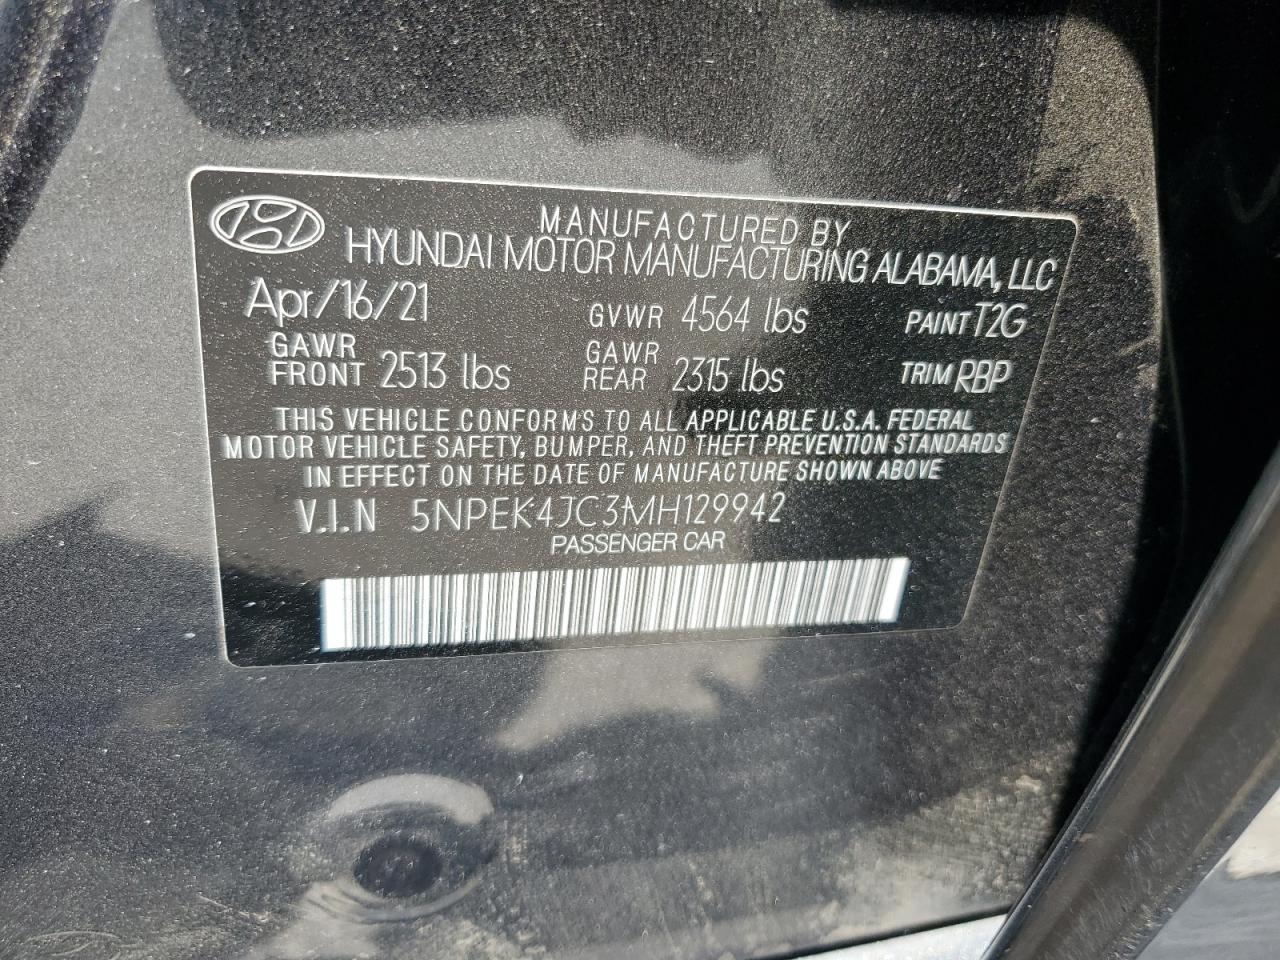 MANUFACTURED BY
HYUNDAI MOTOR MANUFACTURING ALABAMA, LLC
Apr/16/21 GVWR 4564 lbs PAINT T2G
GAWR FRONT 2513 lbs GAWR REAR 2315 lbs TRIM RBP
THIS VEHICLE CONFORMS TO ALL APPLICABLE U.S.A. FEDERAL
MOTOR VEHICLE SAFETY, BUMPER, AND THEFT PREVENTION STANDARDS
IN EFFECT ON THE DATE OF MANUFACTURE SHOWN ABOVE
V.I.N 5NPEK4JC3MH129942
PASSENGER CAR